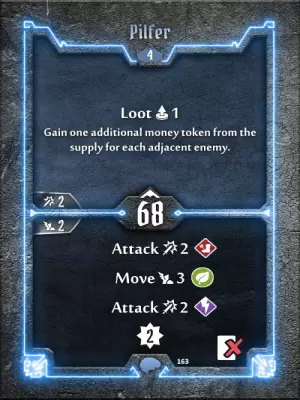 Pilfer
4
Loot 1
Gain one additional money token from the
supply for each adjacent enemy.
2
2
68
Attack 2
Move 3
Attack 2
2
163